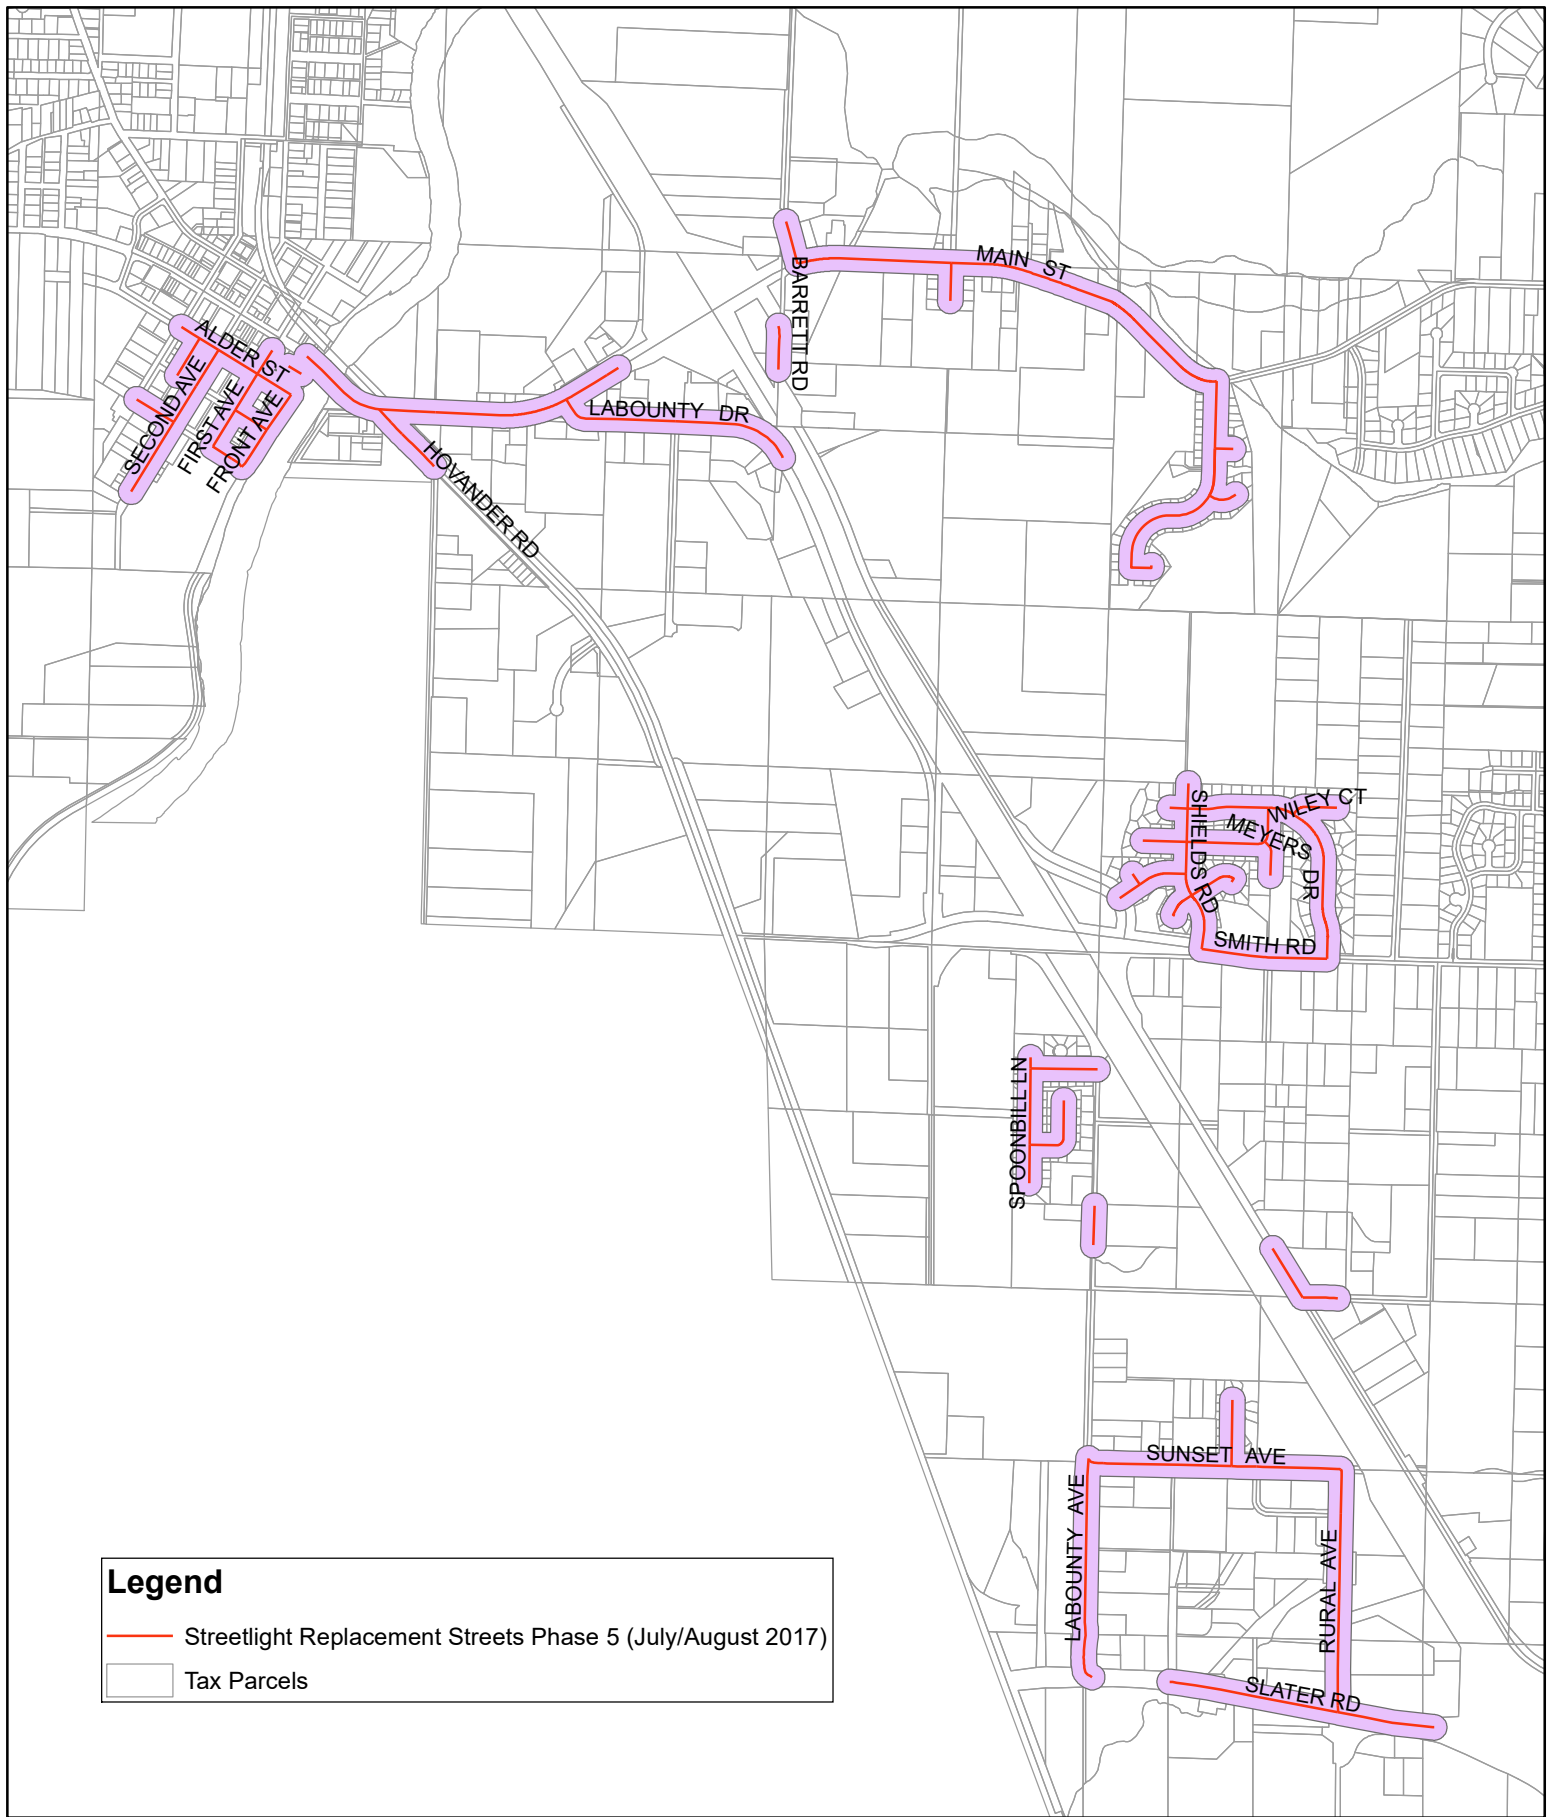 MAIN ST
BARRETT RD
ALDER ST
SECOND AVE
FIRST AVE
FRONT AVE
LABOUNTY DR
HOVANDER RD
WILEY CT
SHIELDS RD
MEYERS DR
SMITH RD
SPOONBILL LN
SUNSET AVE
LABOUNTY AVE
RURAL AVE
SLATER RD
Legend
Streetlight Replacement Streets Phase 5 (July/August 2017)
Tax Parcels